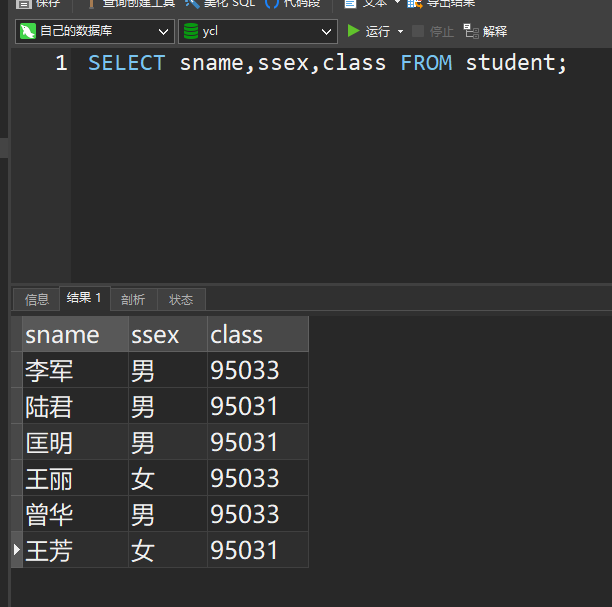 保存 查询创建工具 美化 SQL 代码段 文本 导出结果
自己的数据库 ycl 运行 停止 解释
1 SELECT sname,ssex,class FROM student;
信息 结果 1 剖析 状态
sname ssex class
李军 男 95033
陆君 男 95031
匡明 男 95031
王丽 女 95033
曾华 男 95033
王芳 女 95031